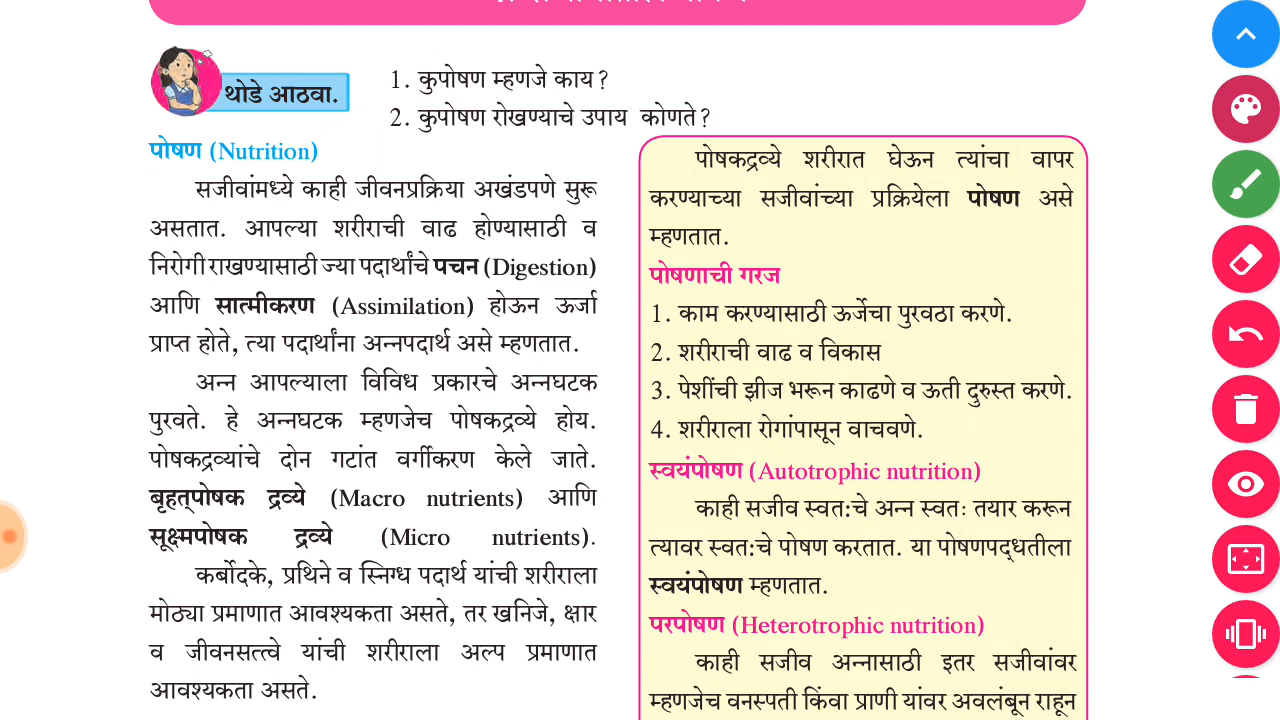 थोडे आठवा.
1. कुपोषण म्हणजे काय?
2. कुपोषण रोखण्याचे उपाय कोणते?
पोषण (Nutrition)
सजीवांमध्ये काही जीवनप्रक्रिया अखंडपणे सुरू
असतात. आपल्या शरीराची वाढ होण्यासाठी व
निरोगी राखण्यासाठी ज्या पदार्थांचे पचन (Digestion)
आणि सात्मीकरण (Assimilation) होऊन ऊर्जा
प्राप्त होते, त्या पदार्थांना अन्नपदार्थ असे म्हणतात.
अन्न आपल्याला विविध प्रकारचे अन्नघटक
पुरवते. हे अन्नघटक म्हणजेच पोषकद्रव्ये होय.
पोषकद्रव्यांचे दोन गटांत वर्गीकरण केले जाते.
बृहत्‌पोषक द्रव्ये (Macro nutrients) आणि
सूक्ष्मपोषक द्रव्ये (Micro nutrients).
कर्बोदके, प्रथिने व स्निग्ध पदार्थ यांची शरीराला
मोठ्या प्रमाणात आवश्यकता असते, तर खनिजे, क्षार
व जीवनसत्त्वे यांची शरीराला अल्प प्रमाणात
आवश्यकता असते.
पोषकद्रव्ये शरीरात घेऊन त्यांचा वापर
करण्याच्या सजीवांच्या प्रक्रियेला पोषण असे
म्हणतात.
पोषणाची गरज
1. काम करण्यासाठी ऊर्जेचा पुरवठा करणे.
2. शरीराची वाढ व विकास
3. पेशींची झीज भरून काढणे व ऊती दुरुस्त करणे.
4. शरीराला रोगांपासून वाचवणे.
स्वयंपोषण (Autotrophic nutrition)
काही सजीव स्वत:चे अन्न स्वतः तयार करून
त्यावर स्वत:चे पोषण करतात. या पोषणपद्धतीला
स्वयंपोषण म्हणतात.
परपोषण (Heterotrophic nutrition)
काही सजीव अन्नासाठी इतर सजीवांवर
म्हणजेच वनस्पती किंवा प्राणी यांवर अवलंबून राहून